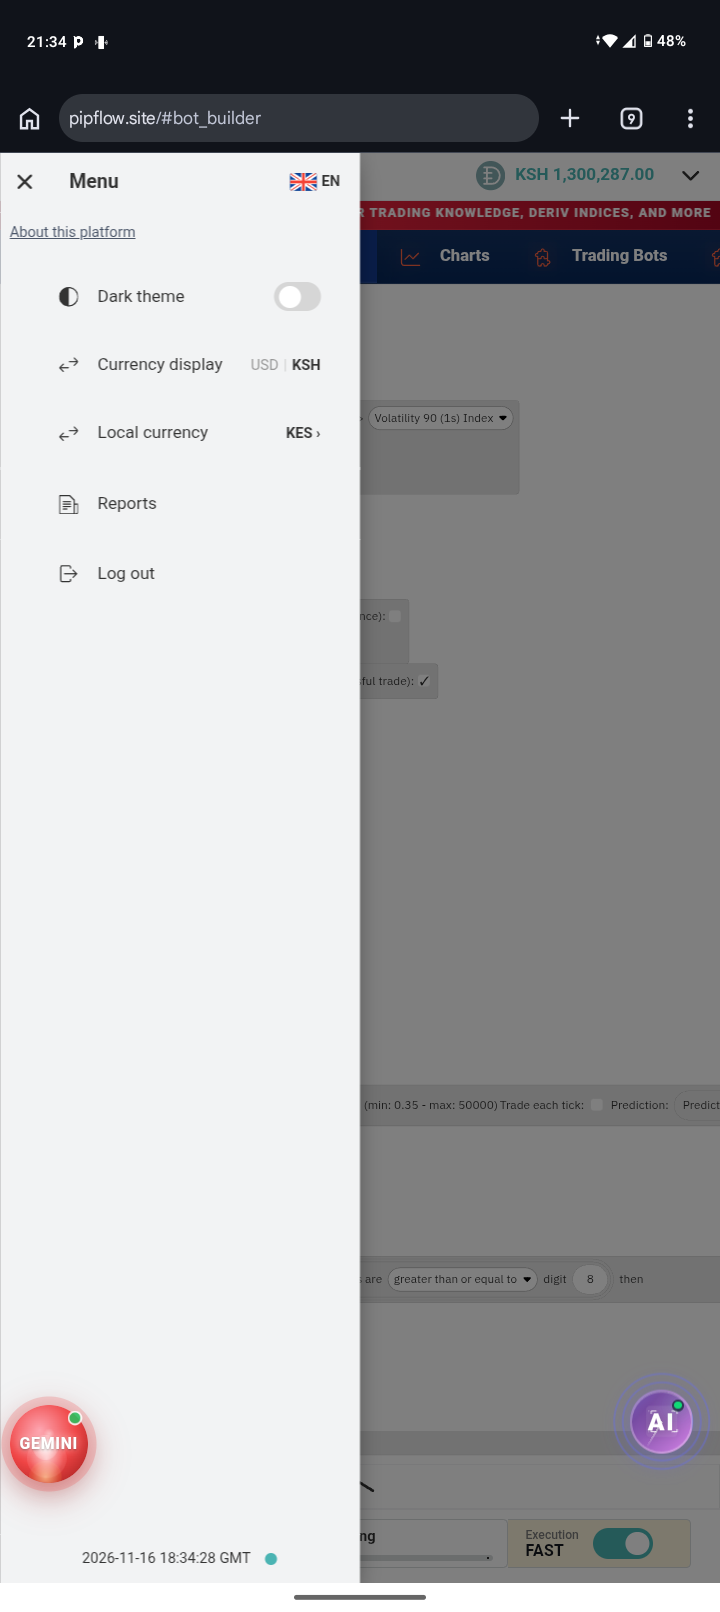 21:34
48%
pipflow.site/#bot_builder
9
Menu
EN
KSH 1,300,287.00
TRADING KNOWLEDGE, DERIV INDICES, AND MORE
About this platform
Charts
Trading Bots
Dark theme
Currency display
USD | KSH
Volatility 90 (1s) Index
Local currency
KES ›
Reports
Log out
nce):
sful trade): ✓
(min: 0.35 - max: 50000) Trade each tick:
Prediction:
Predict
are
greater than or equal to
digit
8
then
GEMINI
AI
ng
Execution
FAST
2026-11-16 18:34:28 GMT